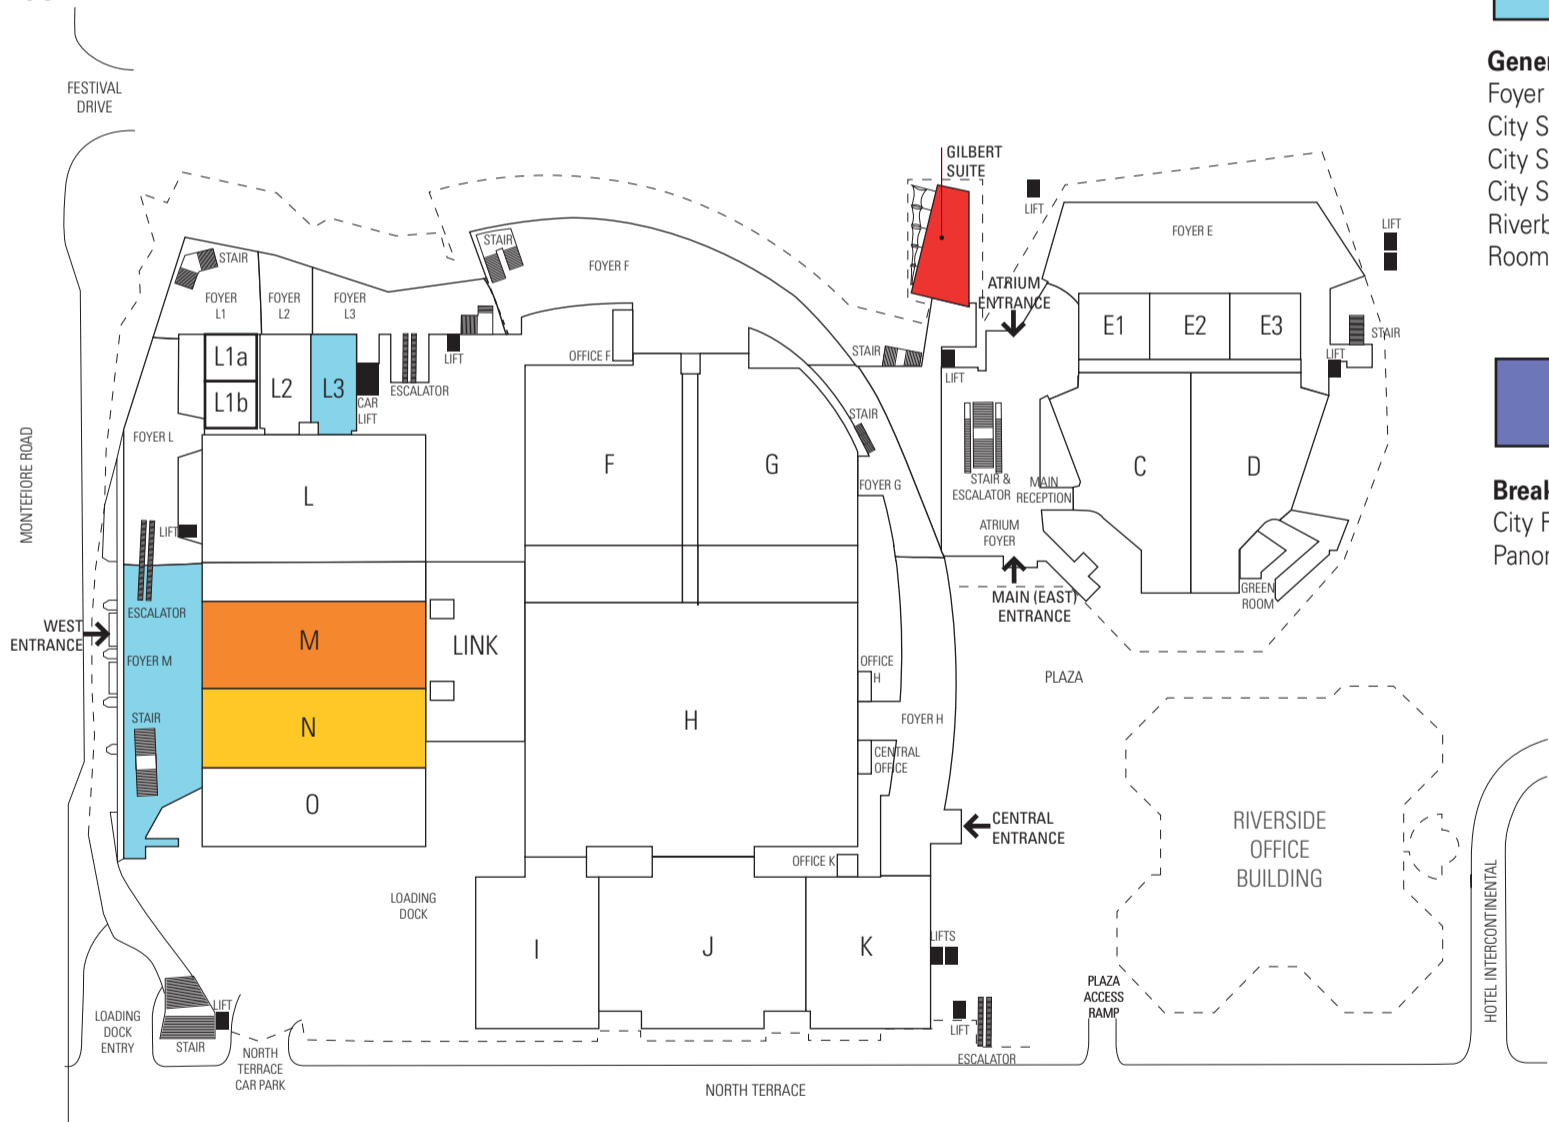 FESTIVAL
DRIVE
GILBERT
SUITE
LIFT
FOYER E
LIFT
STAIR
STAIR
FOYER F
FOYER
L1
FOYER
L2
FOYER
L3
ATRIUM
ENTRANCE
E1
E2
E3
STAIR
L1a
L1b
L2
L3
CAR
LIFT
ESCALATOR
LIFT
OFFICE F
STAIR
LIFT
LIFT
STAIR
FOYER L
F
G
C
D
MONTEFIORE ROAD
L
FOYER G
STAIR &
ESCALATOR
MAIN
RECEPTION
LIFT
ATRIUM
FOYER
GREEN
ROOM
MAIN (EAST)
ENTRANCE
ESCALATOR
WEST
ENTRANCE
FOYER M
M
LINK
OFFICE
H
PLAZA
STAIR
N
H
FOYER H
CENTRAL
OFFICE
O
CENTRAL
ENTRANCE
RIVERSIDE
OFFICE
BUILDING
OFFICE K
HOTEL INTERCONTINENTAL
LOADING
DOCK
I
J
K
LIFTS
PLAZA
ACCESS
RAMP
LIFT
LOADING
DOCK
ENTRY
STAIR
NORTH
TERRACE
CAR PARK
LIFT
ESCALATOR
NORTH TERRACE
Gener
Foyer
City S
City S
City S
Riverb
Room
Break
City F
Panor